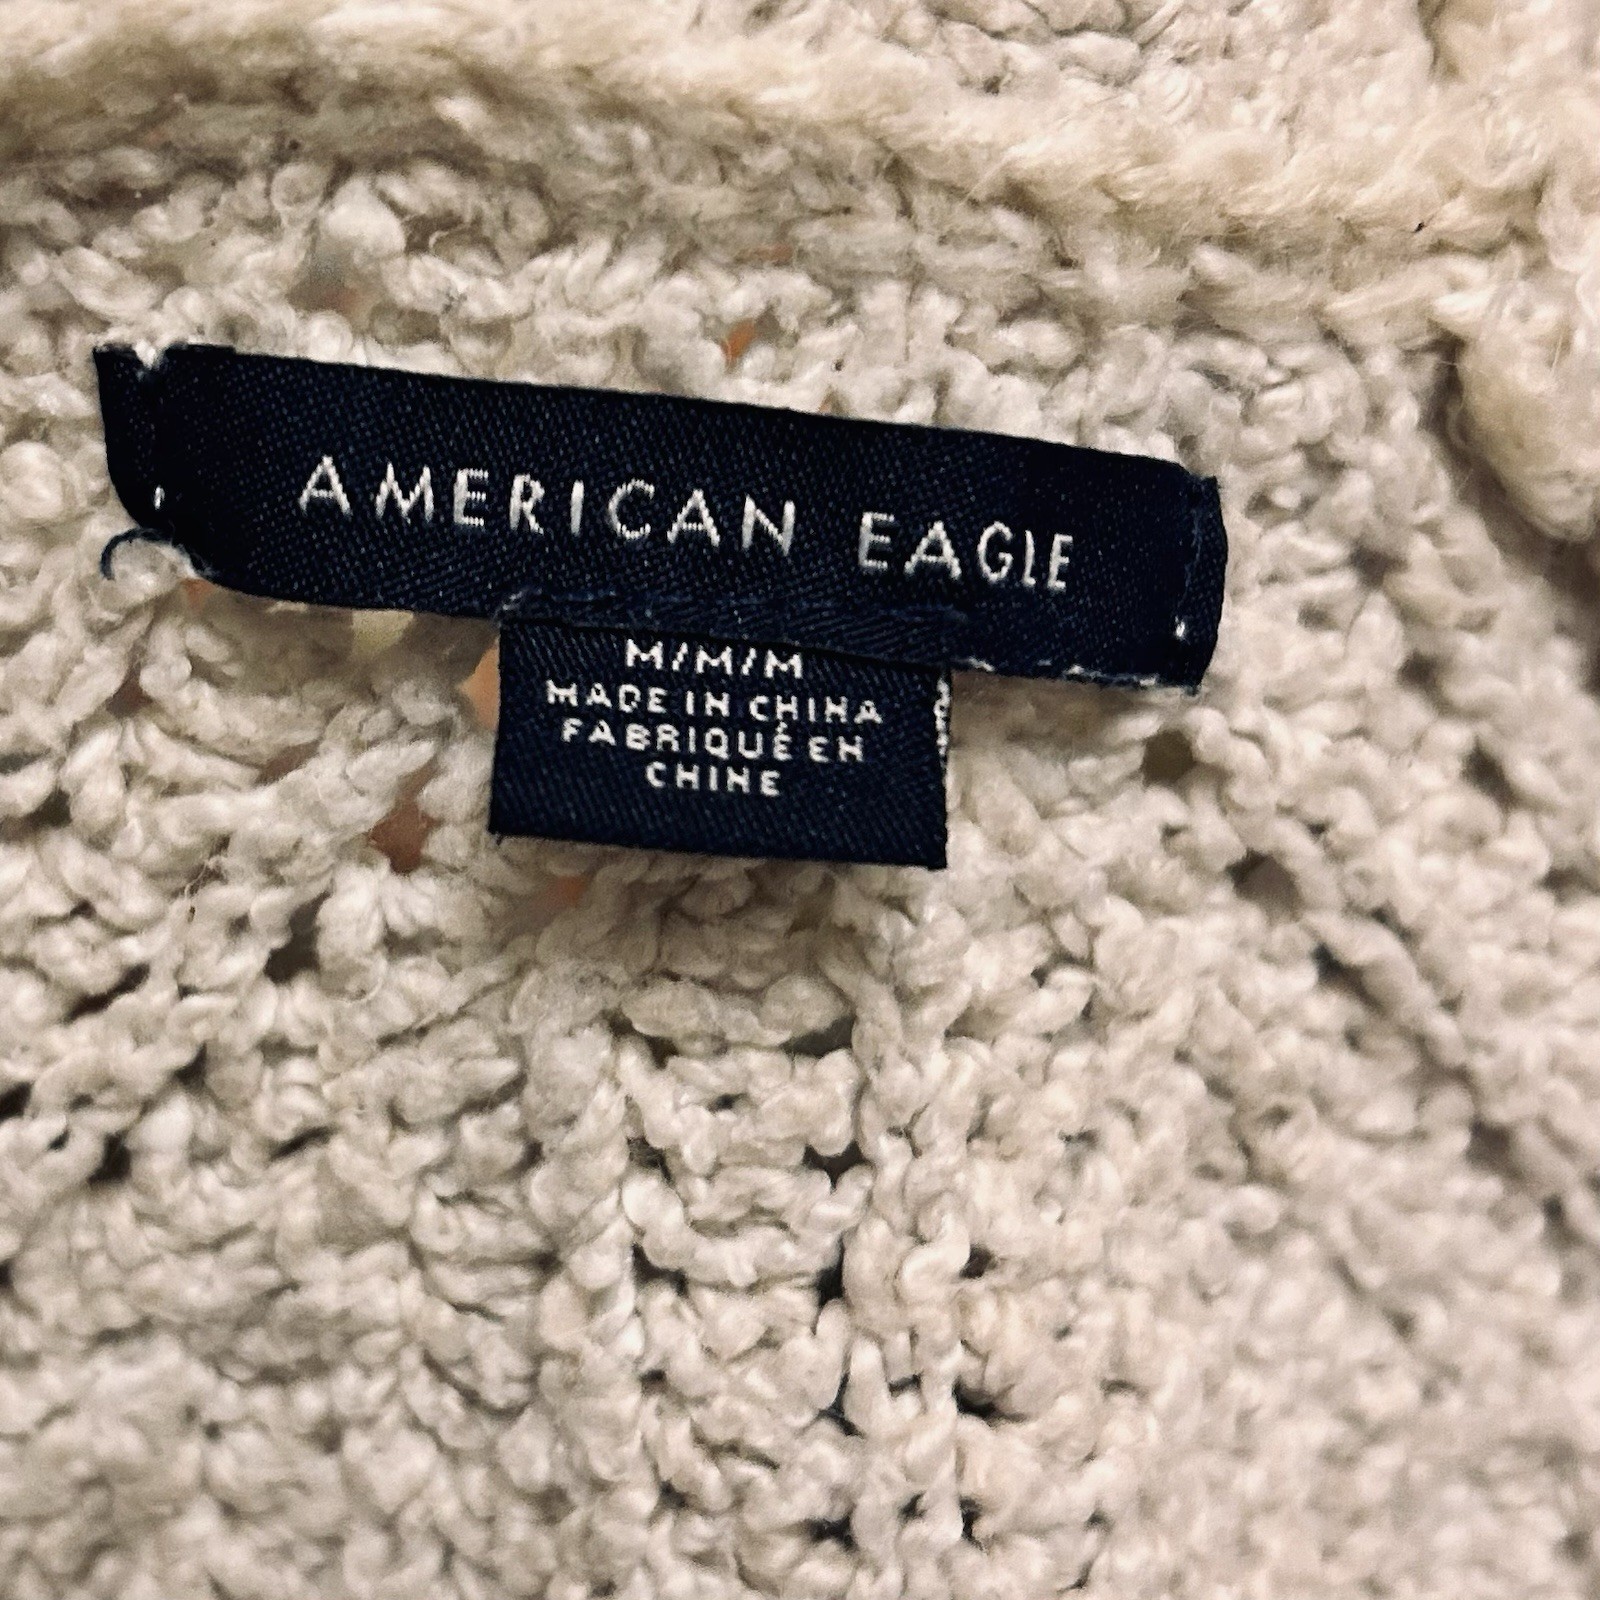 AMERICAN EAGLE
M/M/M
MADE IN CHINA
FABRIQUÉ EN
CHINE